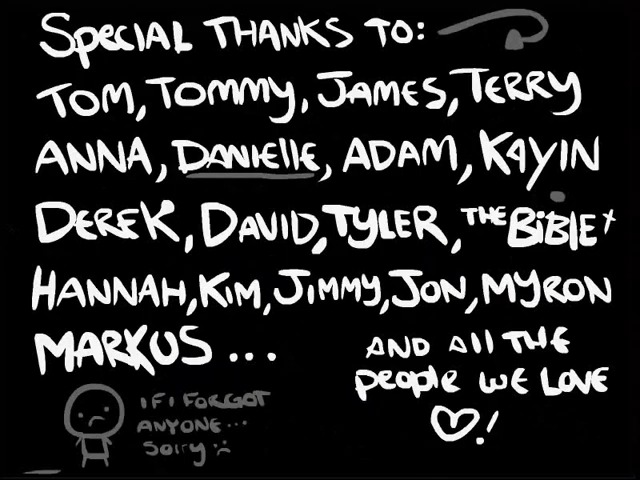 SPECIAL THANKS TO:
TOM, TOMMY, JAMES, TERRY
ANNA, DANIELLE, ADAM, KAYIN
DEREK, DAVID, TYLER, THE BiBLE
HANNAH, KIM, JIMMY, JON, MYRON
MARKUS...
AND All THE
people WE LOVE
!
IF I FORGOT
ANYONE...
Sorry :(